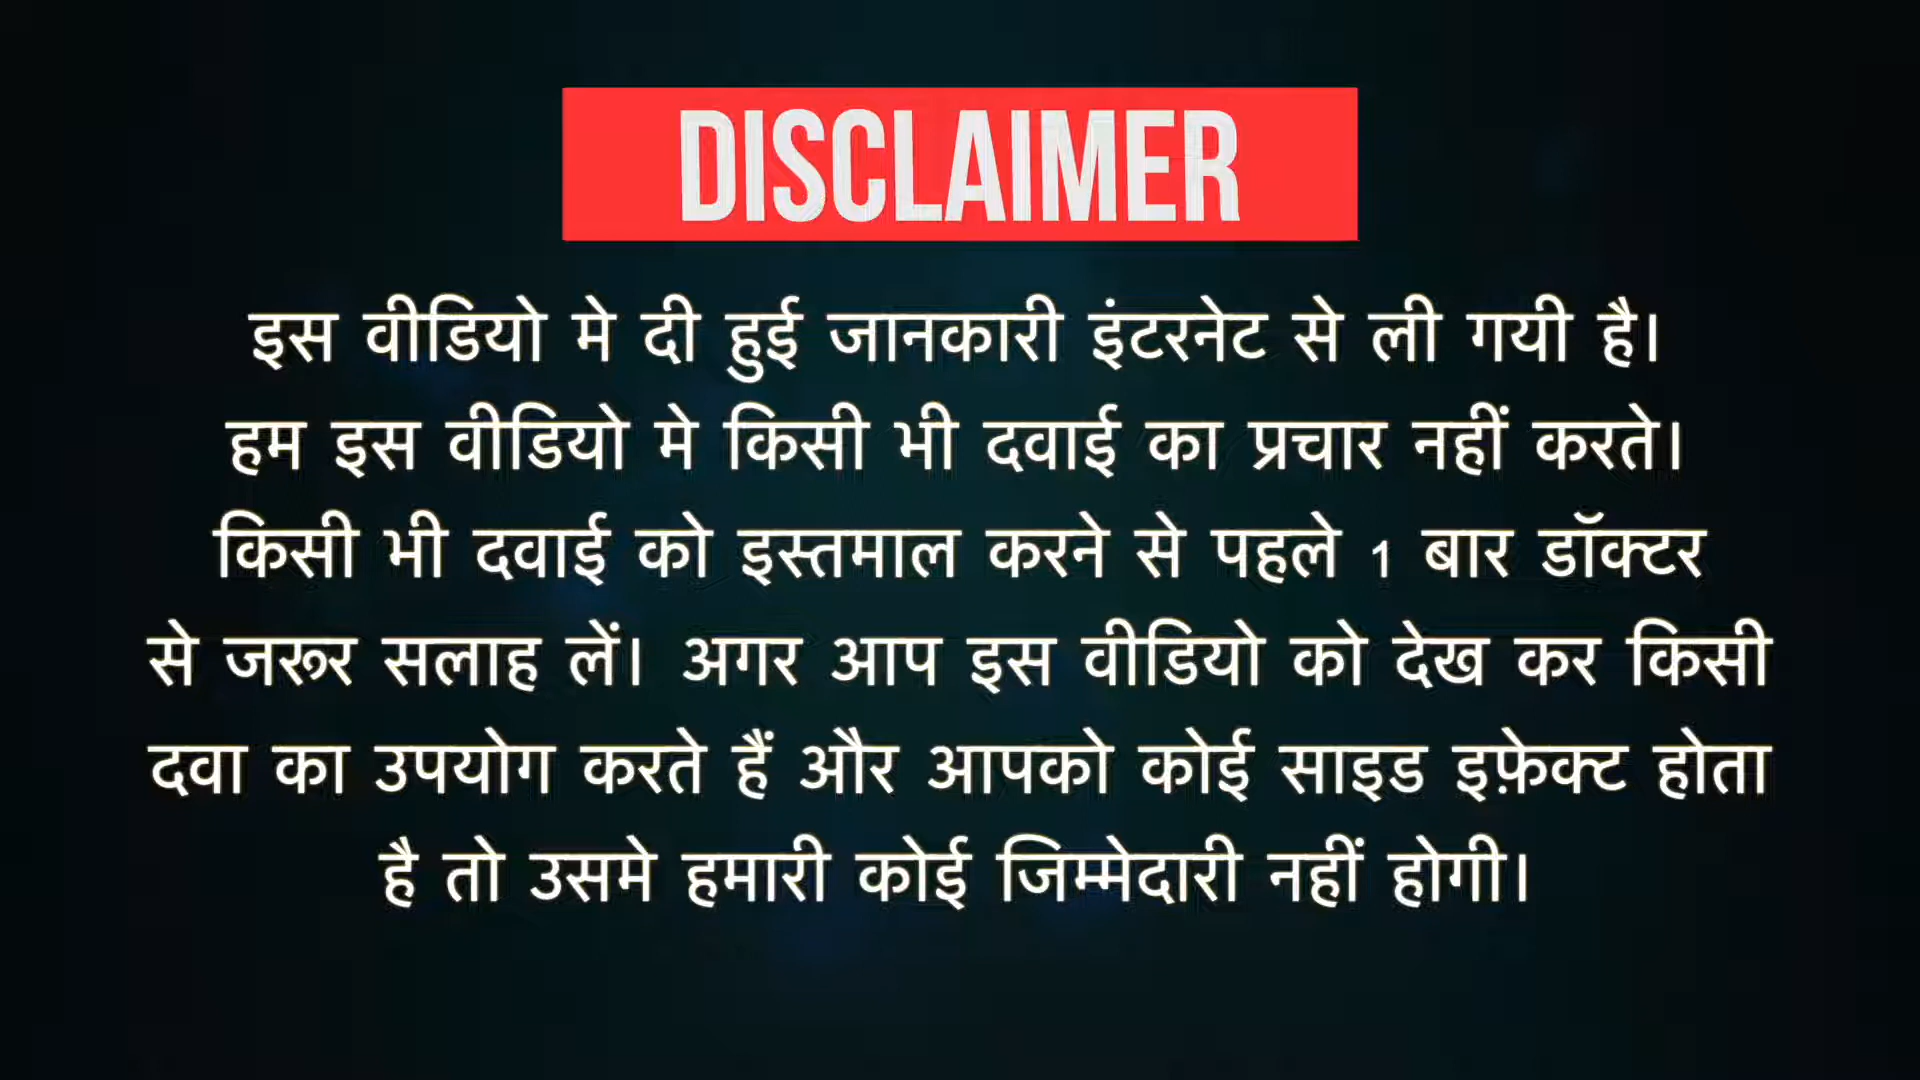 DISCLAIMER
इस वीडियो मे दी हुई जानकारी इंटरनेट से ली गयी है।
हम इस वीडियो मे किसी भी दवाई का प्रचार नहीं करते।
किसी भी दवाई को इस्तमाल करने से पहले 1 बार डॉक्टर
से जरूर सलाह लें। अगर आप इस वीडियो को देख कर किसी
दवा का उपयोग करते हैं और आपको कोई साइड इफ़ेक्ट होता
है तो उसमे हमारी कोई जिम्मेदारी नहीं होगी।